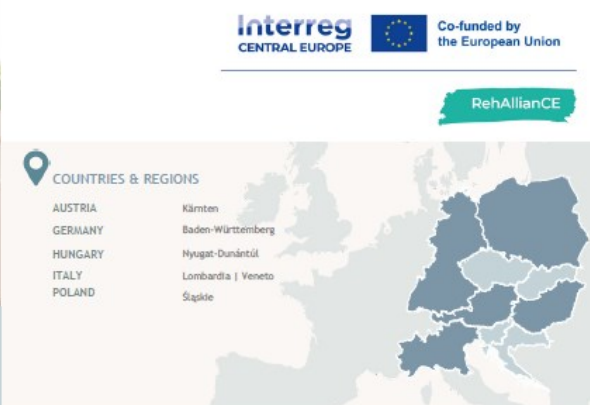 Interreg
CENTRAL EUROPE
Co-funded by
the European Union
RehAllianCE
COUNTRIES & REGIONS
AUSTRIA Kärnten
GERMANY Baden-Württemberg
HUNGARY Nyugat-Dunántúl
ITALY Lombardia | Veneto
POLAND Śląskie